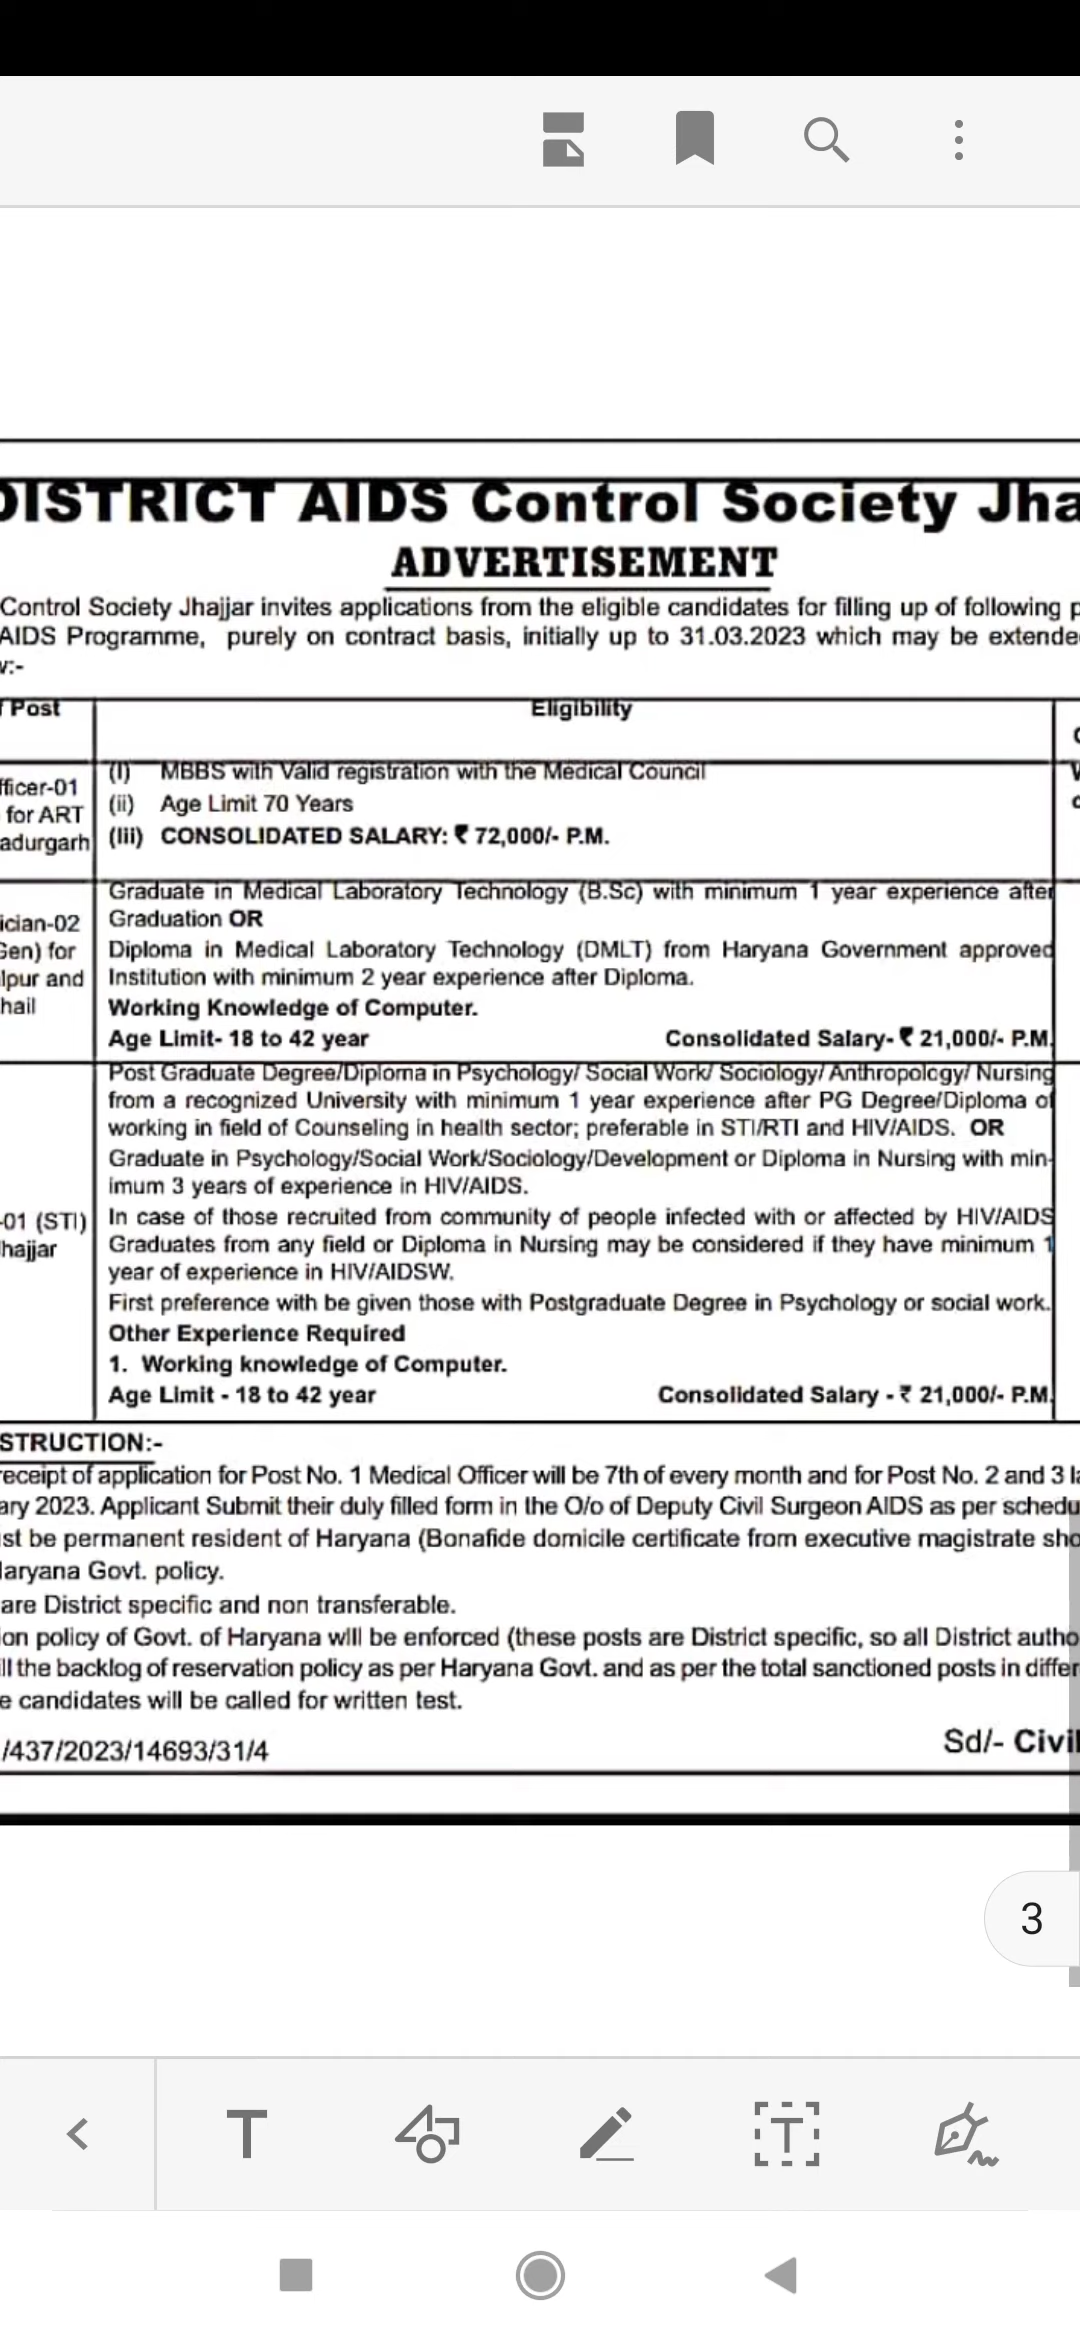 DISTRICT AIDS Control Society Jha
ADVERTISEMENT
Control Society Jhajjar invites applications from the eligible candidates for filling up of following p
AIDS Programme, purely on contract basis, initially up to 31.03.2023 which may be extende
v:-
f Post
Eligibility
fficer-01
for ART
adurgarh
(I) MBBS with Valid registration with the Medical Council
(ii) Age Limit 70 Years
(III) CONSOLIDATED SALARY: ₹ 72,000/- P.M.
ician-02
Gen) for
lpur and
hail
Graduate in Medical Laboratory Technology (B.Sc) with minimum 1 year experience after
Graduation OR
Diploma in Medical Laboratory Technology (DMLT) from Haryana Government approved
Institution with minimum 2 year experience after Diploma.
Working Knowledge of Computer.
Age Limit- 18 to 42 year Consolidated Salary- ₹ 21,000/- P.M.
-01 (STI)
hajjar
Post Graduate Degree/Diploma in Psychology/ Social Work/ Sociology/ Anthropology/ Nursing
from a recognized University with minimum 1 year experience after PG Degree/Diploma of
working in field of Counseling in health sector; preferable in STI/RTI and HIV/AIDS. OR
Graduate in Psychology/Social Work/Sociology/Development or Diploma in Nursing with min-
imum 3 years of experience in HIV/AIDS.
In case of those recruited from community of people infected with or affected by HIV/AIDS
Graduates from any field or Diploma in Nursing may be considered if they have minimum 1
year of experience in HIV/AIDSW.
First preference with be given those with Postgraduate Degree in Psychology or social work.
Other Experience Required
1. Working knowledge of Computer.
Age Limit - 18 to 42 year Consolidated Salary - ₹ 21,000/- P.M.
STRUCTION:-
receipt of application for Post No. 1 Medical Officer will be 7th of every month and for Post No. 2 and 3 la
ary 2023. Applicant Submit their duly filled form in the O/o of Deputy Civil Surgeon AIDS as per schedu
st be permanent resident of Haryana (Bonafide domicile certificate from executive magistrate sho
Haryana Govt. policy.
are District specific and non transferable.
ion policy of Govt. of Haryana will be enforced (these posts are District specific, so all District autho
ll the backlog of reservation policy as per Haryana Govt. and as per the total sanctioned posts in differ
e candidates will be called for written test.
/437/2023/14693/31/4
Sd/- Civil
3